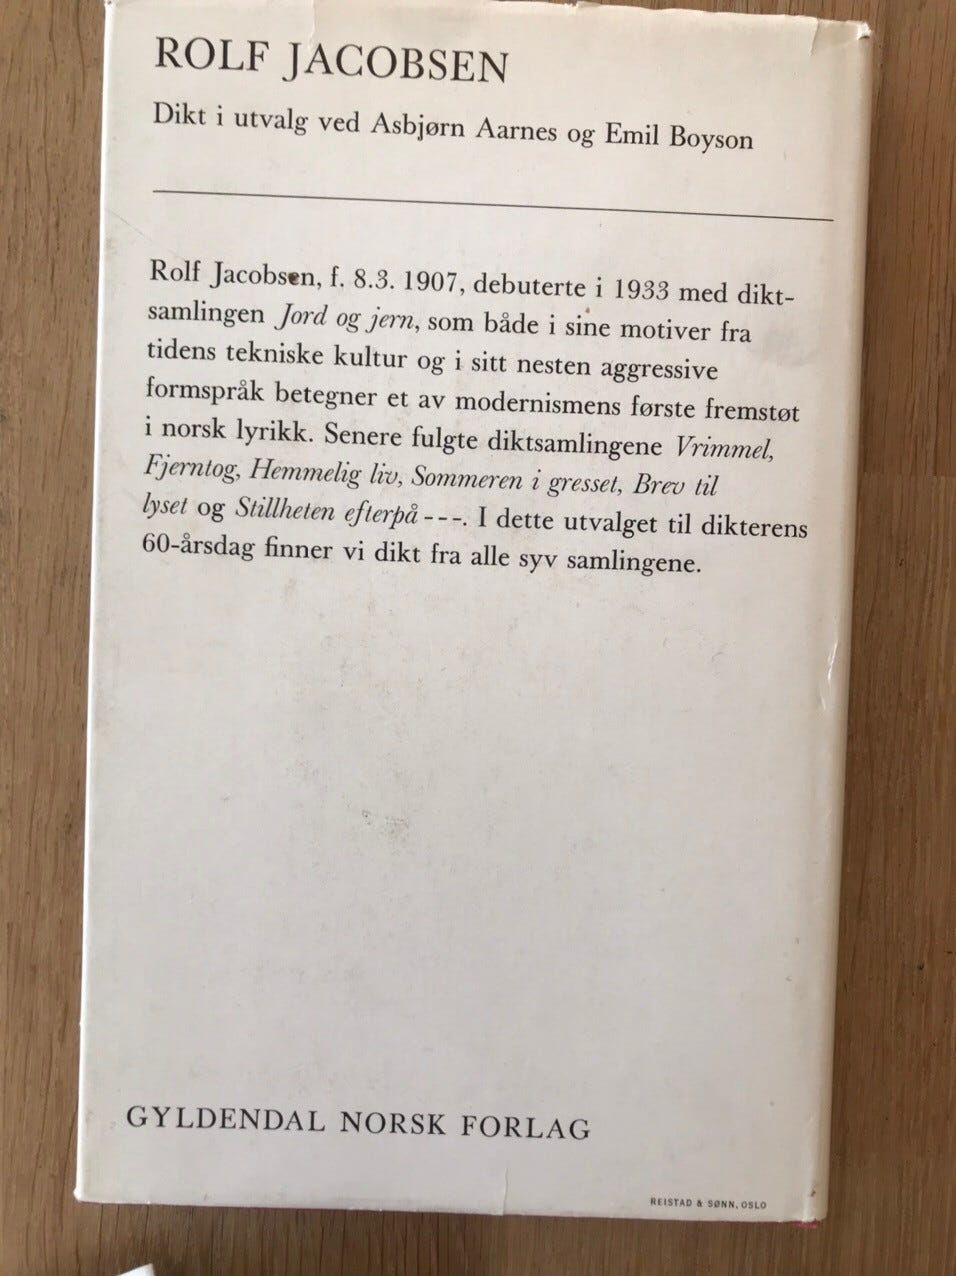 ROLF JACOBSEN
Dikt i utvalg ved Asbjørn Aarnes og Emil Boyson
Rolf Jacobsen, f. 8.3. 1907, debuterte i 1933 med dikt-
samlingen Jord og jern, som både i sine motiver fra
tidens tekniske kultur og i sitt nesten aggressive
formspråk betegner et av modernismens første fremstøt
i norsk lyrikk. Senere fulgte diktsamlingene Vrimmel,
Fjerntog, Hemmelig liv, Sommeren i gresset, Brev til
lyset og Stillheten efterpå ---. I dette utvalget til dikterens
60-årsdag finner vi dikt fra alle syv samlingene.
GYLDENDAL NORSK FORLAG
REISTAD & SØNN, OSLO